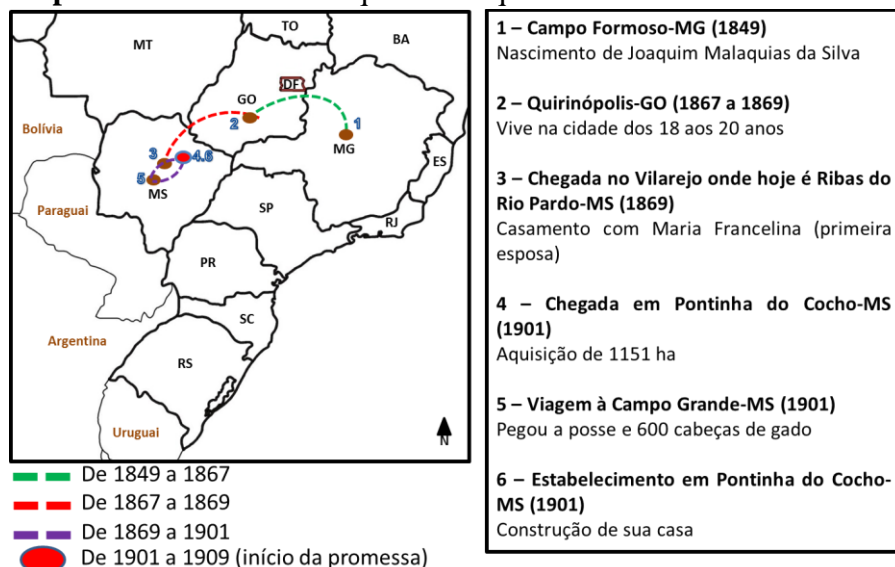 MT
TO
BA
GO
DF
2
1
MG
Bolívia
3
4.6
5
MS
ES
Paraguai
SP
RJ
PR
SC
Argentina
RS
Uruguai
N
De 1849 a 1867
De 1867 a 1869
De 1869 a 1901
De 1901 a 1909 (início da promessa)
1 – Campo Formoso-MG (1849)
Nascimento de Joaquim Malaquias da Silva
2 – Quirinópolis-GO (1867 a 1869)
Vive na cidade dos 18 aos 20 anos
3 – Chegada no Vilarejo onde hoje é Ribas do
Rio Pardo-MS (1869)
Casamento com Maria Francelina (primeira
esposa)
4 – Chegada em Pontinha do Cocho-MS
(1901)
Aquisição de 1151 ha
5 – Viagem à Campo Grande-MS (1901)
Pegou a posse e 600 cabeças de gado
6 – Estabelecimento em Pontinha do Cocho-
MS (1901)
Construção de sua casa